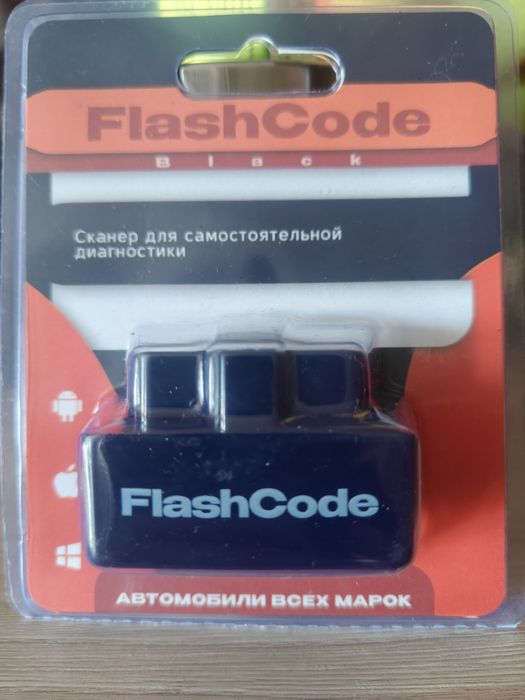 FlashCode
Black
Сканер для самостоятельной
диагностики
FlashCode
АВТОМОБИЛИ ВСЕХ МАРОК